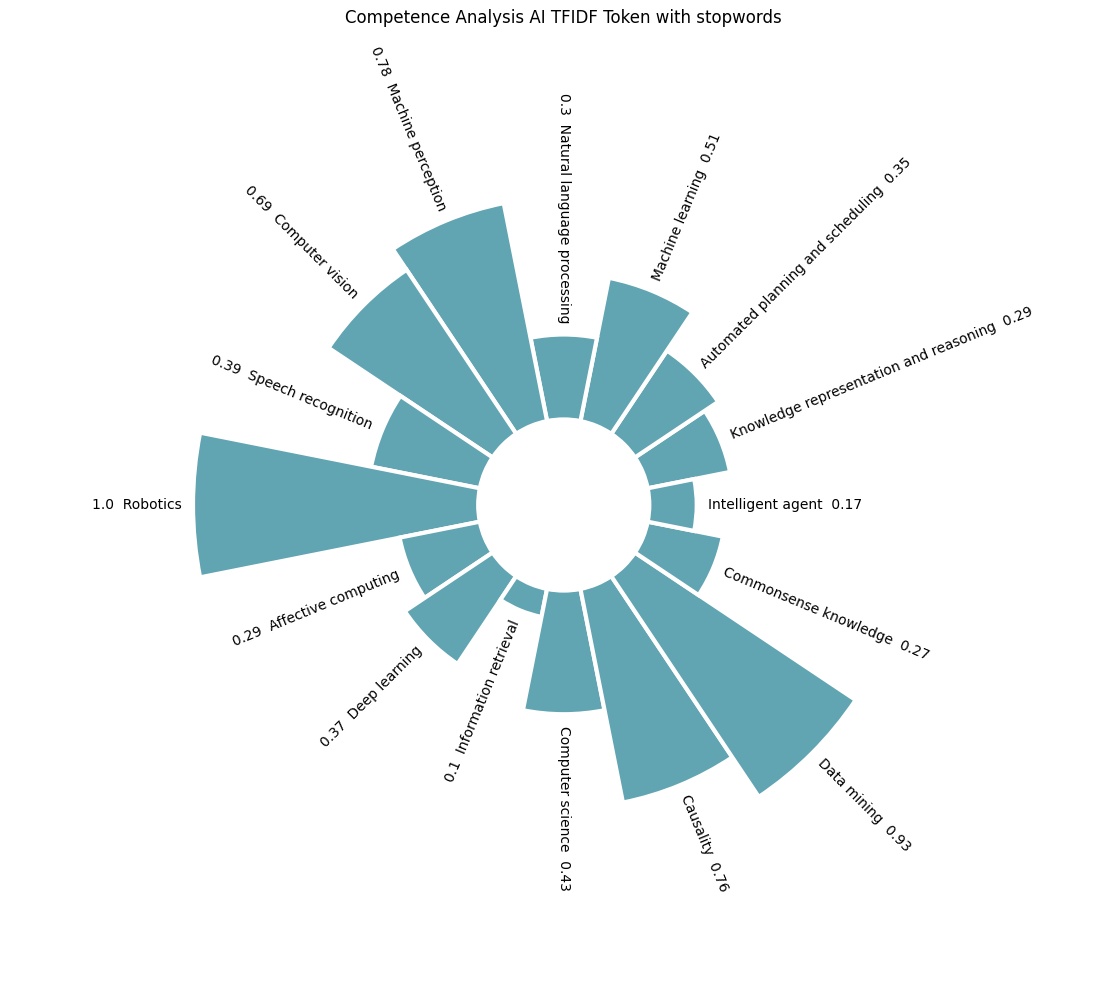 Competence Analysis AI TFIDF Token with stopwords
0.78 Machine perception
0.3 Natural language processing
Machine learning 0.51
Automated planning and scheduling 0.35
0.69 Computer vision
Knowledge representation and reasoning 0.29
0.39 Speech recognition
1.0 Robotics
Intelligent agent 0.17
0.29 Affective computing
Commonsense knowledge 0.27
0.37 Deep learning
0.1 Information retrieval
Computer science 0.43
Causality 0.76
Data mining 0.93